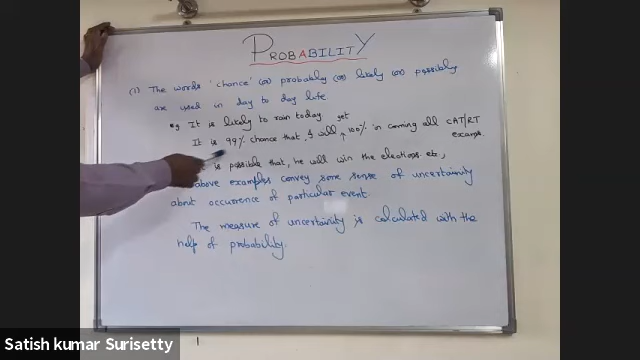 PROBABILITY
(1) The words 'chance' (or) probably (or) likely (or) possibly
are used in day to day life
eg It is likely to rain today
get
It is 99% chance that, I will ^ 100% in coming all CAT/RT
exams.
is possible that, he will win the elections etc,
above examples convey some sense of uncertainity
about occurrence of particular event.
The measure of uncertainity is calculated with the
help of probability.
Satish kumar Surisetty